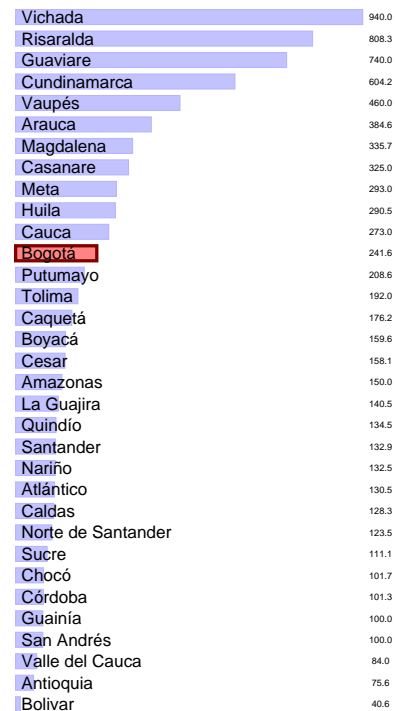 Vichada 940.0
Risaralda 808.3
Guaviare 740.0
Cundinamarca 604.2
Vaupés 460.0
Arauca 384.6
Magdalena 335.7
Casanare 325.0
Meta 293.0
Huila 290.5
Cauca 273.0
Bogotá 241.6
Putumayo 208.6
Tolima 192.0
Caquetá 176.2
Boyacá 159.6
Cesar 158.1
Amazonas 150.0
La Guajira 140.5
Quindío 134.5
Santander 132.9
Nariño 132.5
Atlántico 130.5
Caldas 128.3
Norte de Santander 123.5
Sucre 111.1
Chocó 101.7
Córdoba 101.3
Guainía 100.0
San Andrés 100.0
Valle del Cauca 84.0
Antioquia 75.6
Bolivar 40.6